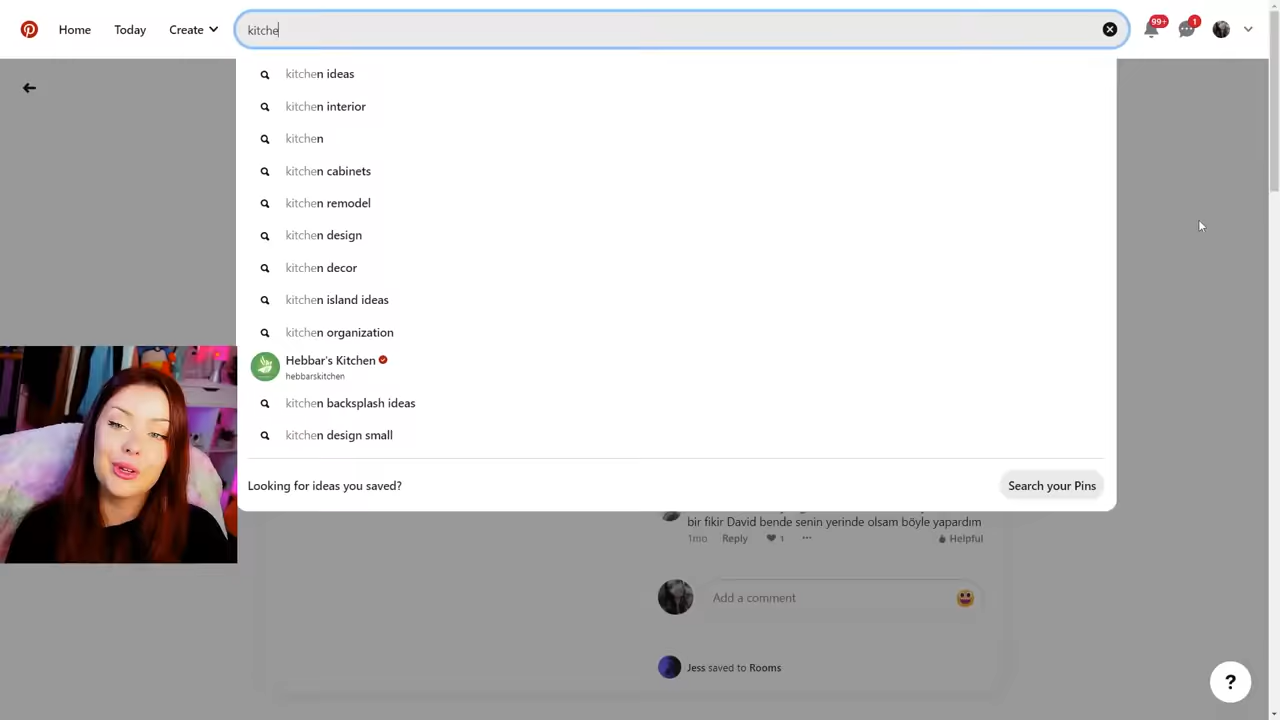 Home
Today
Create
kitche
99+
1
kitchen ideas
kitchen interior
kitchen
kitchen cabinets
kitchen remodel
kitchen design
kitchen decor
kitchen island ideas
kitchen organization
Hebbar's Kitchen
hebbarskitchen
kitchen backsplash ideas
kitchen design small
Looking for ideas you saved?
Search your Pins
bir fikir David bende senin yerinde olsam böyle yapardım
1mo
Reply
1
...
Helpful
Add a comment
Jess saved to Rooms
?